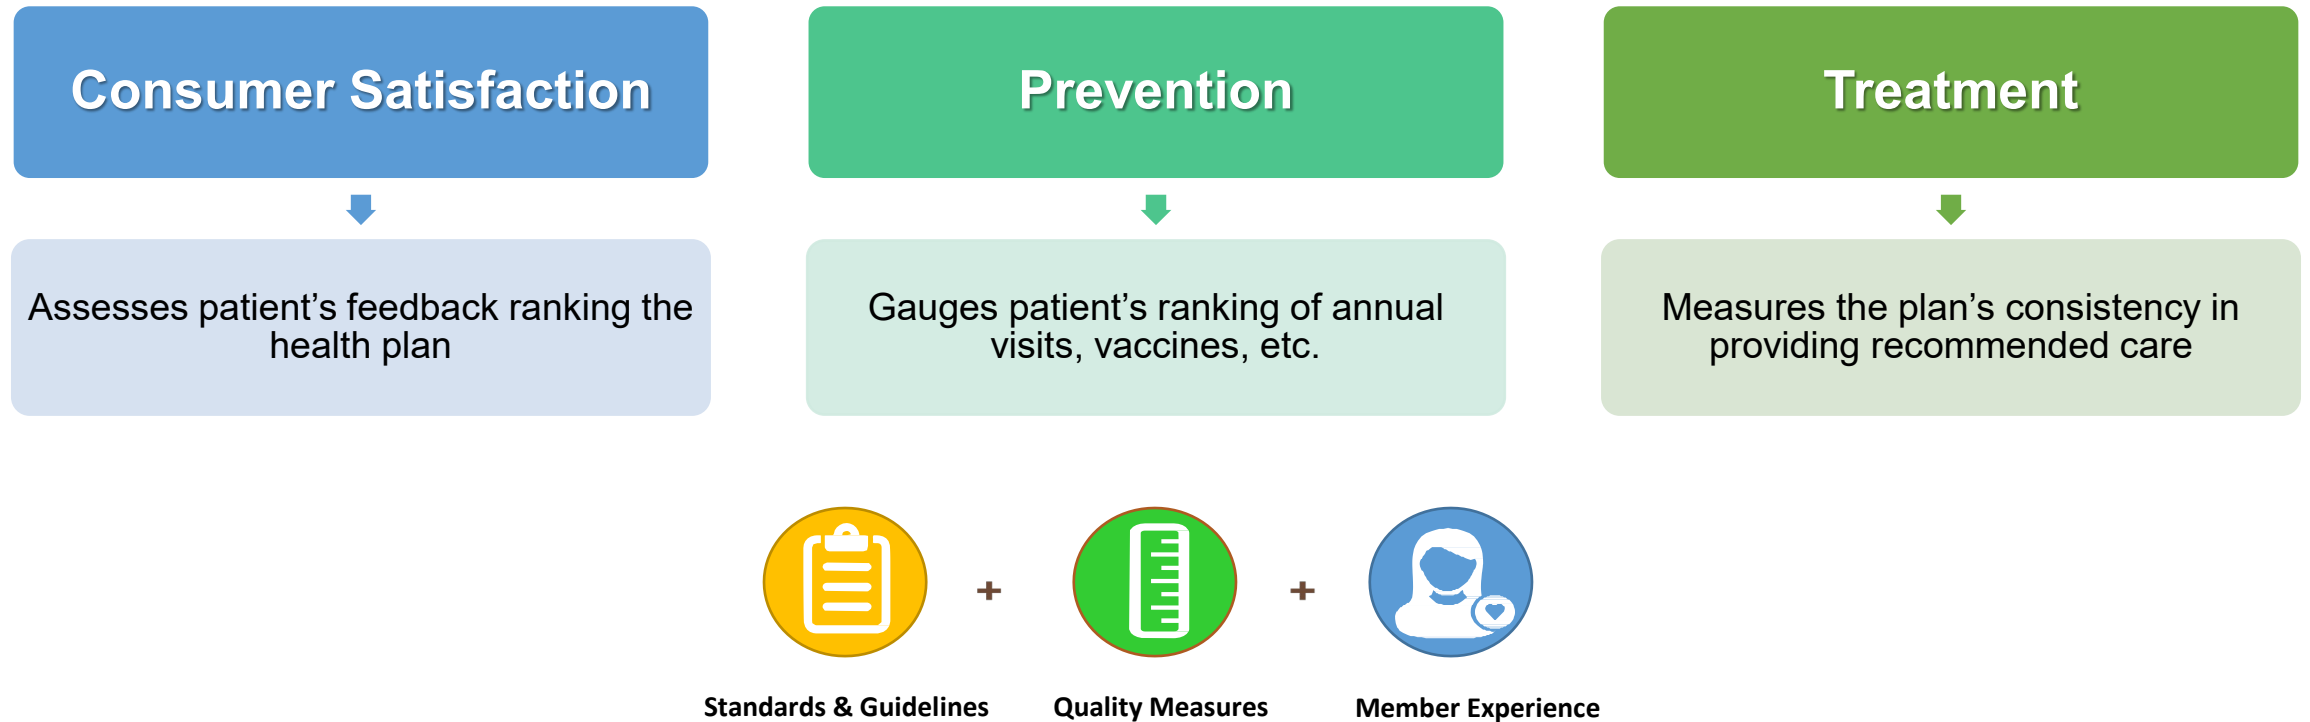 Consumer Satisfaction
Prevention
Treatment
Assesses patient’s feedback ranking the
health plan
Gauges patient’s ranking of annual
visits, vaccines, etc.
Measures the plan’s consistency in
providing recommended care
+
+
Standards & Guidelines
Quality Measures
Member Experience